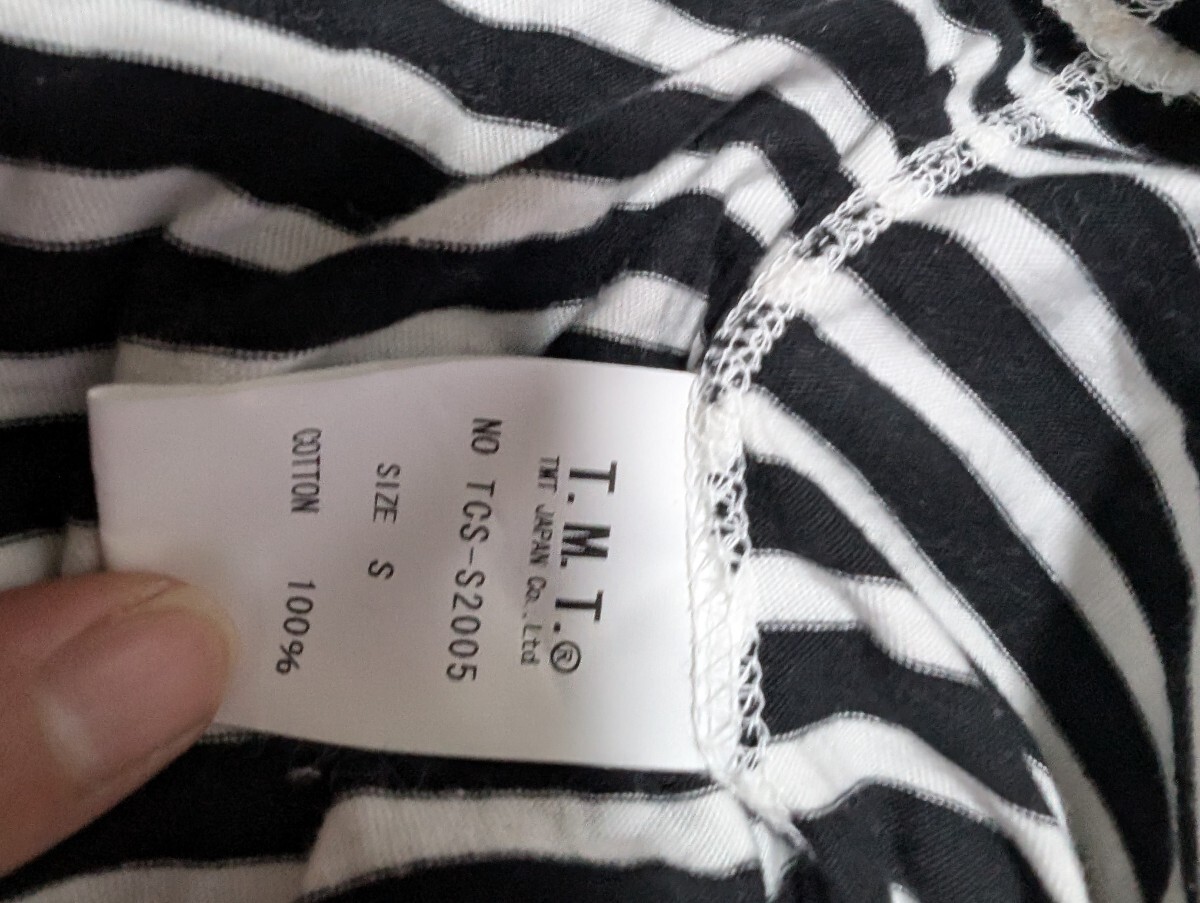 T.M.T.®
TMT JAPAN Co.,Ltd
NO TCS-S2005
SIZE S
COTTON 100%